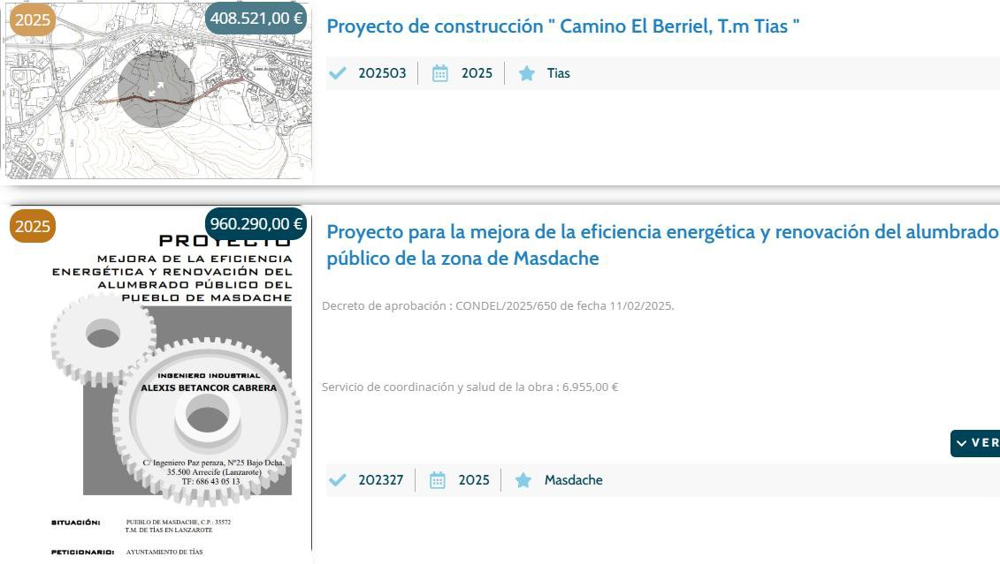 2025
408.521,00 €
Proyecto de construcción " Camino El Berriel, T.m Tias "
202503
2025
Tias
2025
960.290,00 €
PROYECTO
MEJORA DE LA EFICIENCIA
ENERGÉTICA Y RENOVACIÓN DEL
ALUMBRADO PÚBLICO DEL
PUEBLO DE MASDACHE
INGENIERO INDUSTRIAL
ALEXIS BETANCOR CABRERA
C/ Ingeniero Paz peraza, Nº25 Bajo Dcha.
35.500 Arrecife (Lanzarote)
TF: 686 43 05 13
SITUACIÓN: PUEBLO DE MASDACHE, C.P.: 35572
T.M. DE TÍAS EN LANZAROTE
PETICIONARIO: AYUNTAMIENTO DE TÍAS
Proyecto para la mejora de la eficiencia energética y renovación del alumbrado
público de la zona de Masdache
Decreto de aprobación : CONDEL/2025/650 de fecha 11/02/2025.
Servicio de coordinación y salud de la obra : 6.955,00 €
VER
202327
2025
Masdache